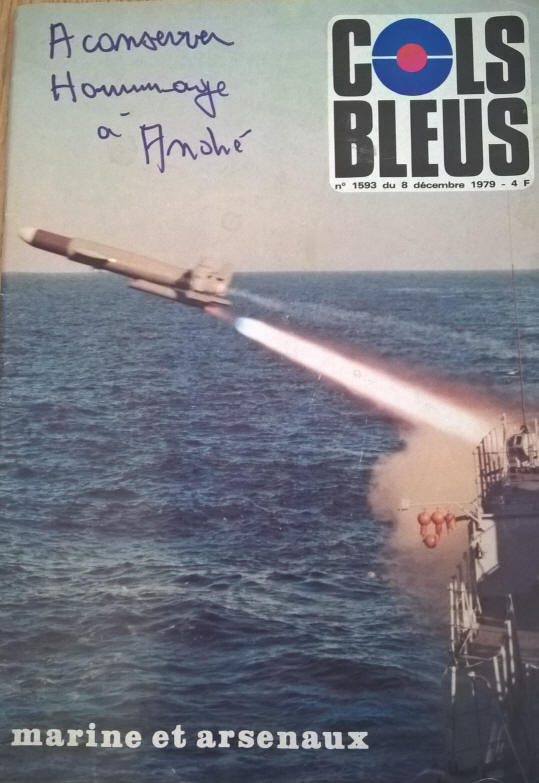 A conserver
Hommage
à André
COLS
BLEUS
n° 1593 du 8 décembre 1979 - 4 F
marine et arsenaux